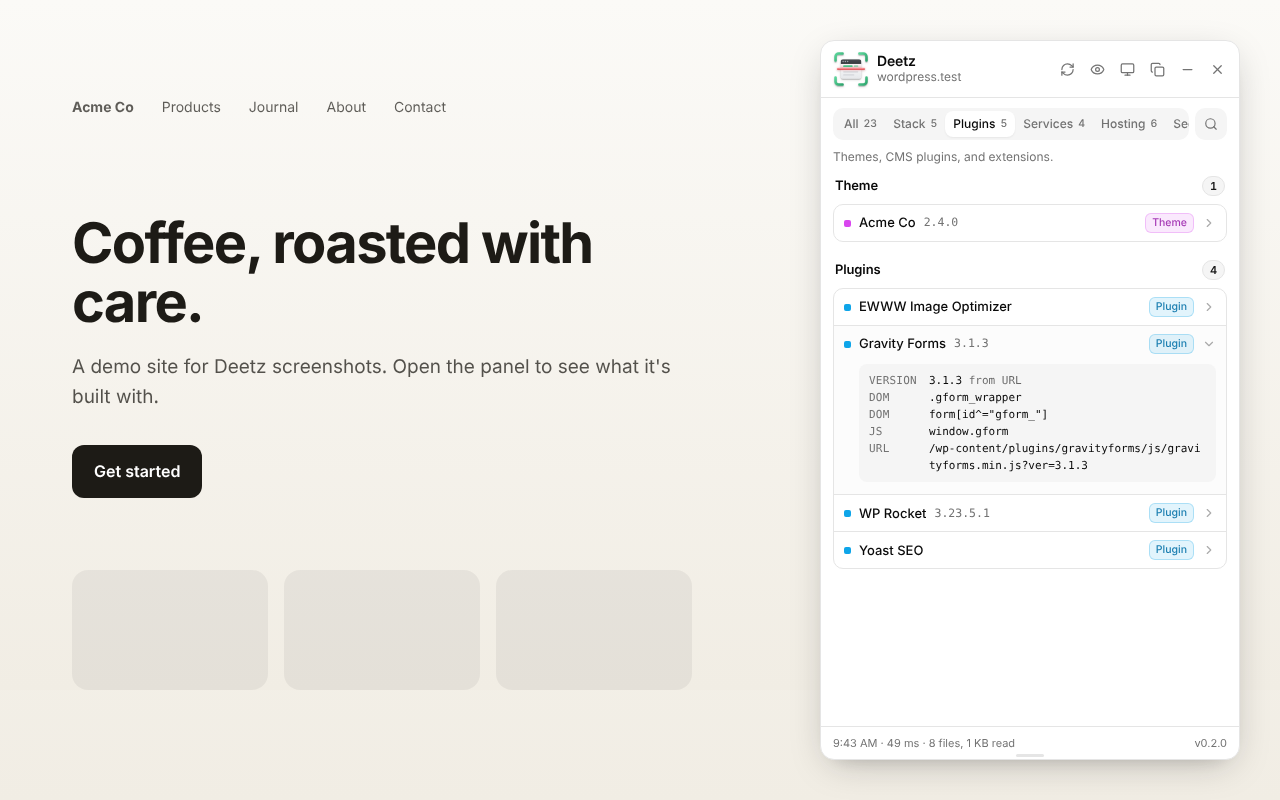 Acme Co Products Journal About Contact
Coffee, roasted with
care.
A demo site for Deetz screenshots. Open the panel to see what it's
built with.
Get started
Deetz
wordpress.test
All 23 Stack 5 Plugins 5 Services 4 Hosting 6 Se
Themes, CMS plugins, and extensions.
Theme 1
Acme Co 2.4.0 Theme
Plugins 4
EWWW Image Optimizer Plugin
Gravity Forms 3.1.3 Plugin
VERSION 3.1.3 from URL
DOM .gform_wrapper
DOM form[id^="gform_"]
JS window.gform
URL /wp-content/plugins/gravityforms/js/gravi
tyforms.min.js?ver=3.1.3
WP Rocket 3.23.5.1 Plugin
Yoast SEO Plugin
9:43 AM · 49 ms · 8 files, 1 KB read v0.2.0